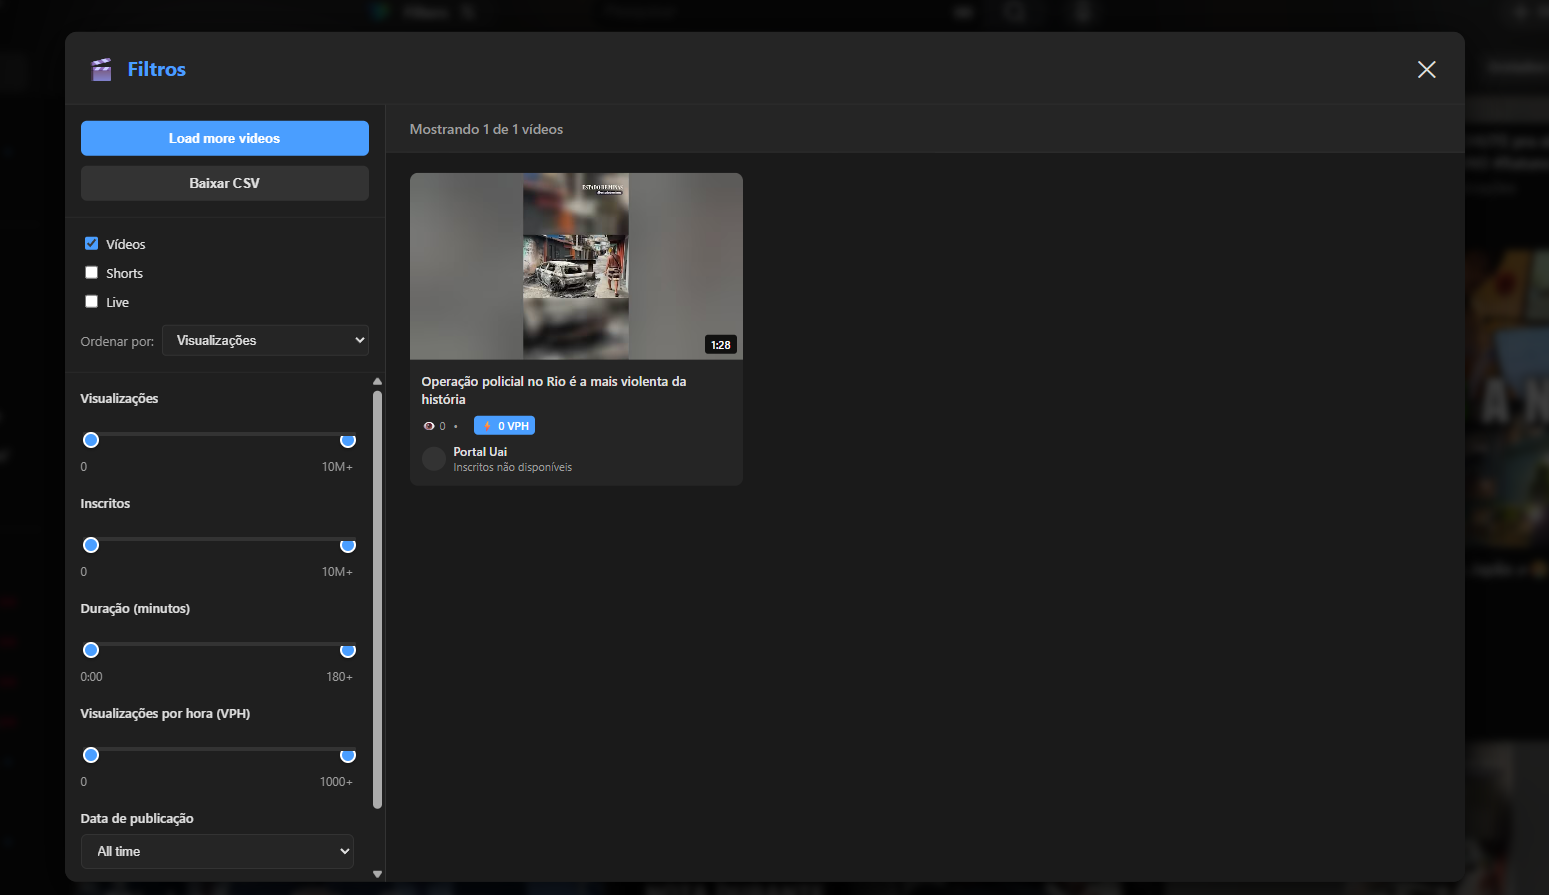 Filtros
Load more videos
Baixar CSV
Vídeos
Shorts
Live
Ordenar por:
Visualizações
Visualizações
0
10M+
Inscritos
0
10M+
Duração (minutos)
0:00
180+
Visualizações por hora (VPH)
0
1000+
Data de publicação
All time
Mostrando 1 de 1 vídeos
ESTADO DE MINAS
1:28
Operação policial no Rio é a mais violenta da
história
0 • 0 VPH
Portal Uai
Inscritos não disponíveis